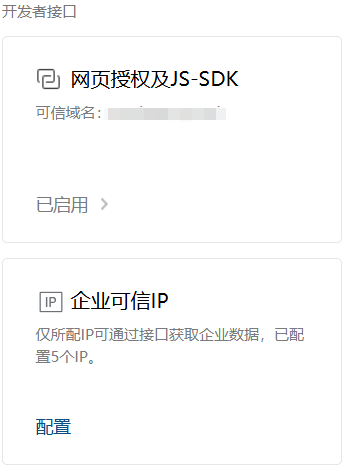 开发者接口
网页授权及JS-SDK
可信域名：
已启用
IP 企业可信IP
仅所配IP可通过接口获取企业数据，已配
置5个IP。
配置